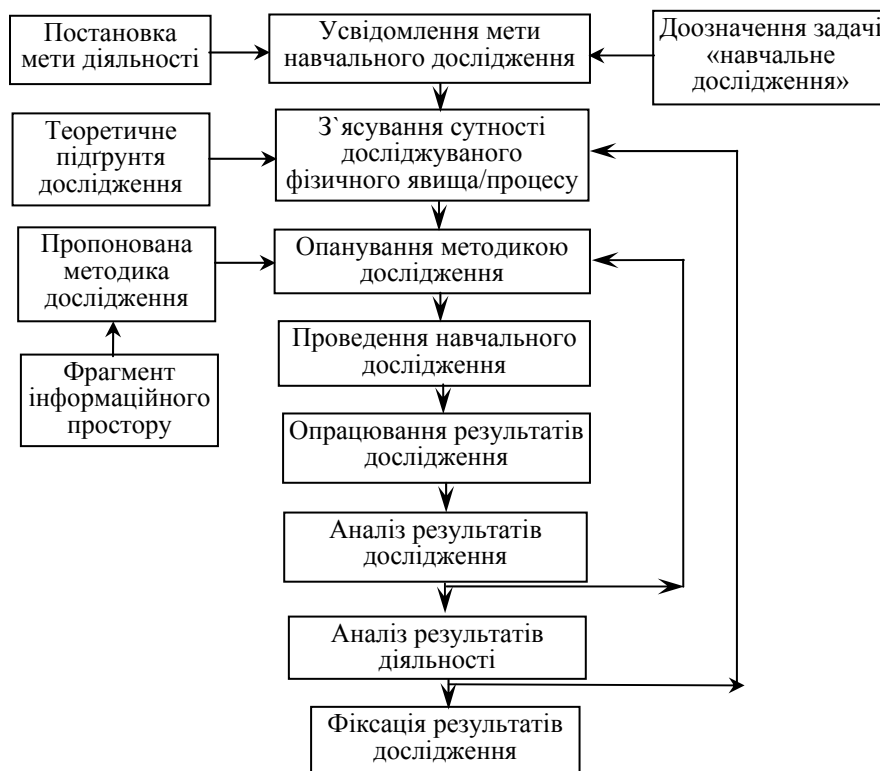 Постановка
мети діяльності
Усвідомлення мети
навчального дослідження
Доозначення задачі
«навчальне
дослідження»
Теоретичне
підґрунтя
дослідження
З`ясування сутності
досліджуваного
фізичного явища/процесу
Пропонована
методика
дослідження
Опанування методикою
дослідження
Фрагмент
інформаційного
простору
Проведення навчального
дослідження
Опрацювання результатів
дослідження
Аналіз результатів
дослідження
Аналіз результатів
діяльності
Фіксація результатів
дослідження